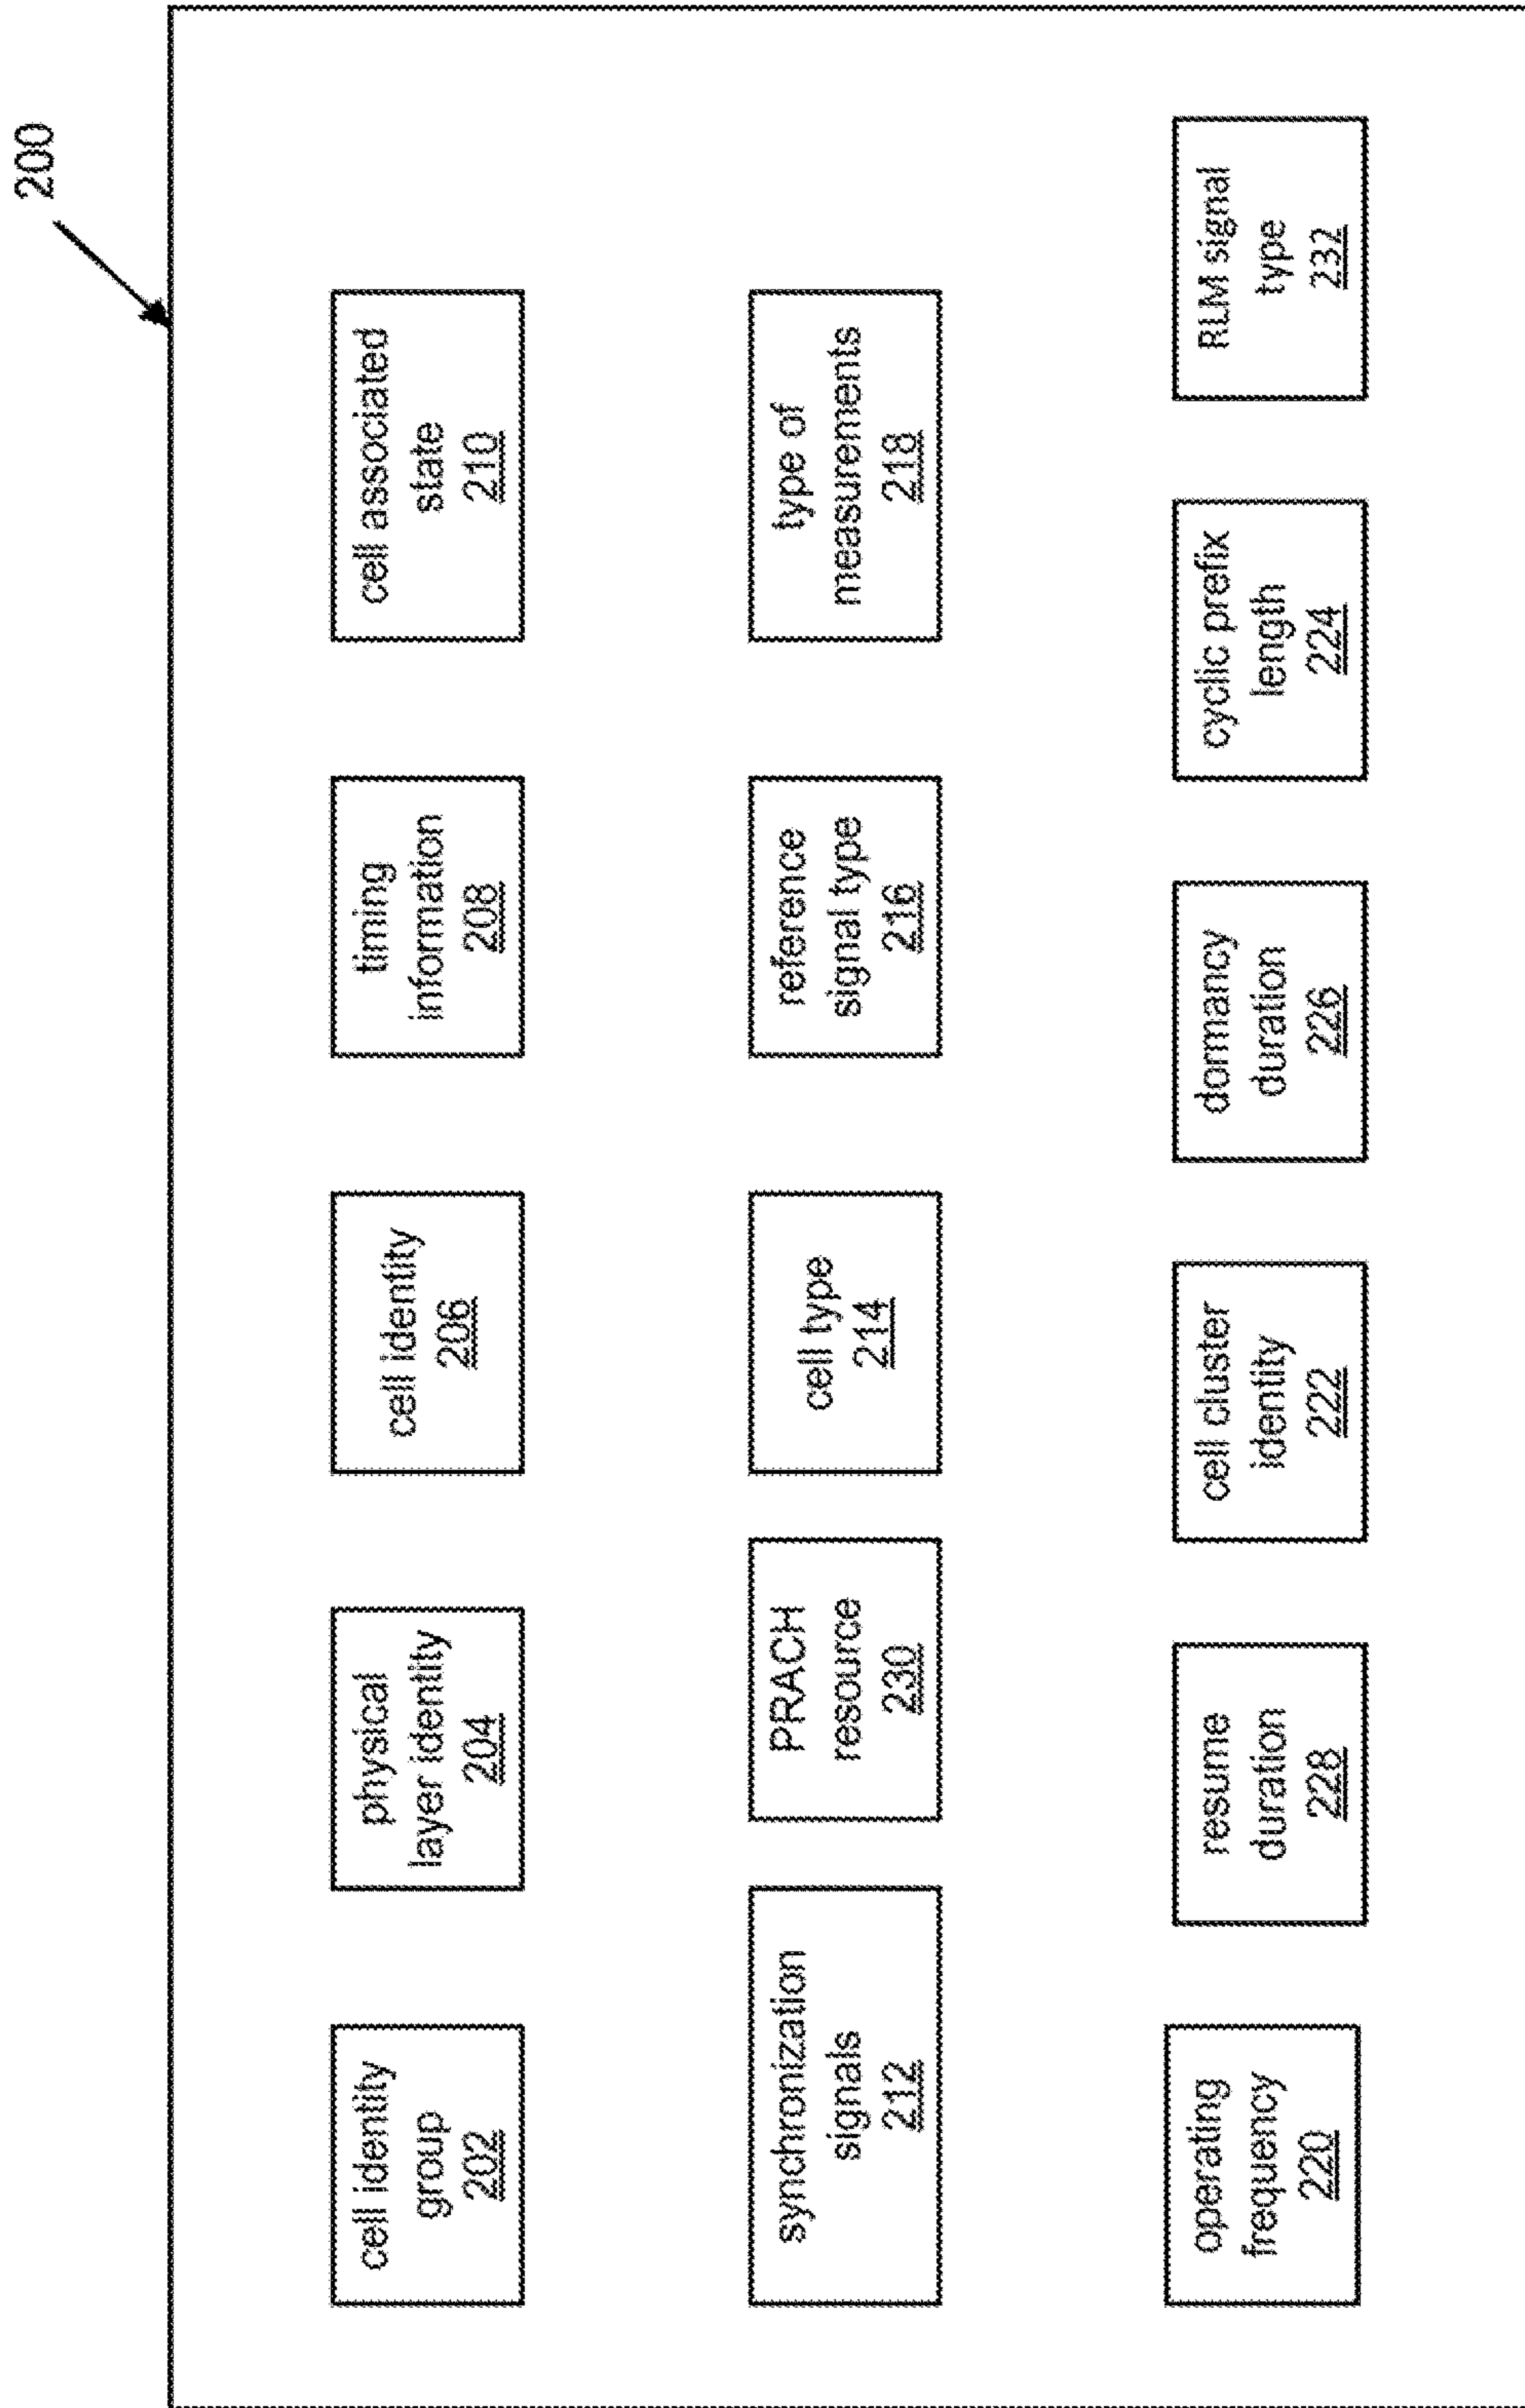 200
cell identity
group
202
physical
layer identity
204
cell identity
206
timing
information
208
cell associated
state
210
synchronization
signals
212
PRACH
resource
230
cell type
214
reference
signal type
216
type of
measurements
218
operating
frequency
220
resume
duration
228
cell cluster
identity
222
domancy
duration
226
cyclic prefix
length
224
RLM signal
type
232